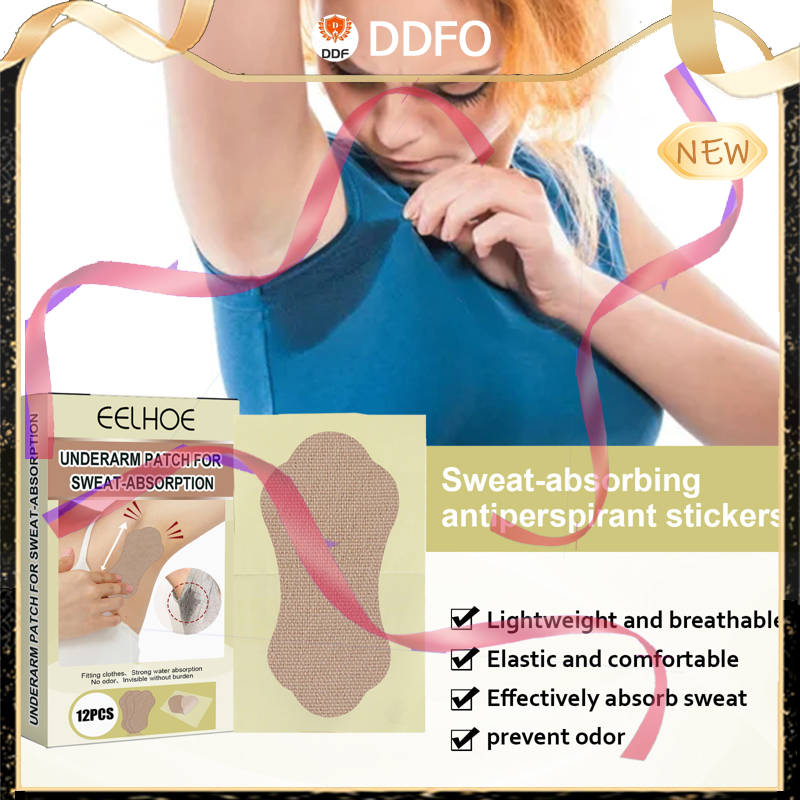 DDF
DDFO
NEW
EELHOE
UNDERARM PATCH FOR
SWEAT-ABSORPTION
UNDERARM PATCH FOR SWEAT-ABSORPTION
Fitting clothes、Strong water absorption
No odor、Invisible without burden
12PCS
Sweat-absorbing
antiperspirant stickers
Lightweight and breathable
Elastic and comfortable
Effectively absorb sweat
prevent odor